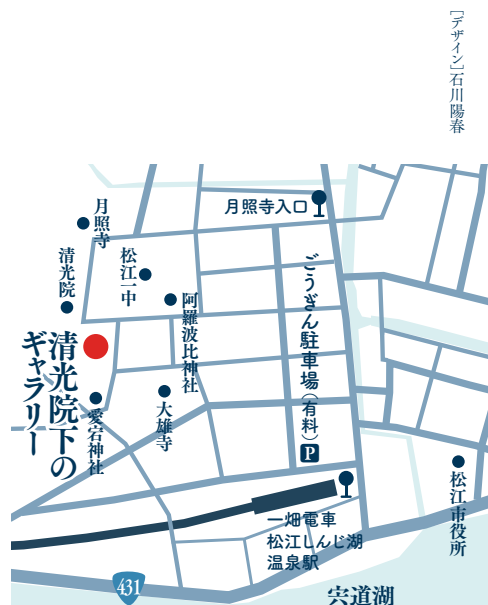 ［デザイン］石川陽春
月照寺入口
月照寺
清光院
松江一中
阿羅波比神社
ごうぎん駐車場（有料）P
清光院下の
ギャラリー
愛宕神社
大雄寺
松江市役所
一畑電車
松江しんじ湖
温泉駅
431
宍道湖